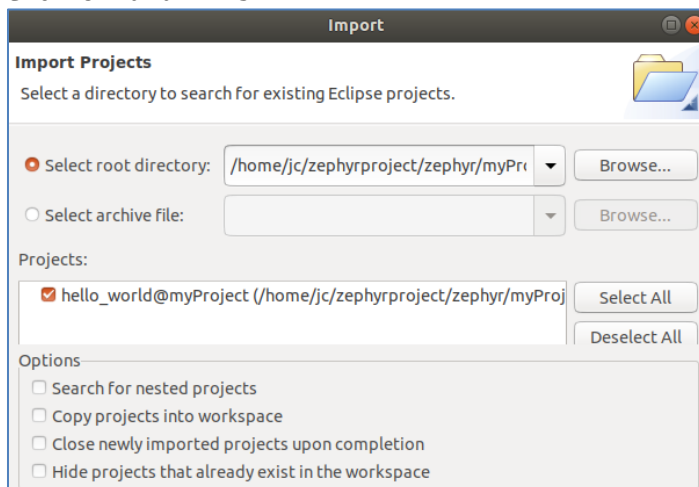 Import
Import Projects
Select a directory to search for existing Eclipse projects.
Select root directory: /home/jc/zephyrproject/zephyr/myPro Browse...
Select archive file: Browse...
Projects:
hello_world@myProject (/home/jc/zephyrproject/zephyr/myProj Select All
Deselect All
Options
Search for nested projects
Copy projects into workspace
Close newly imported projects upon completion
Hide projects that already exist in the workspace